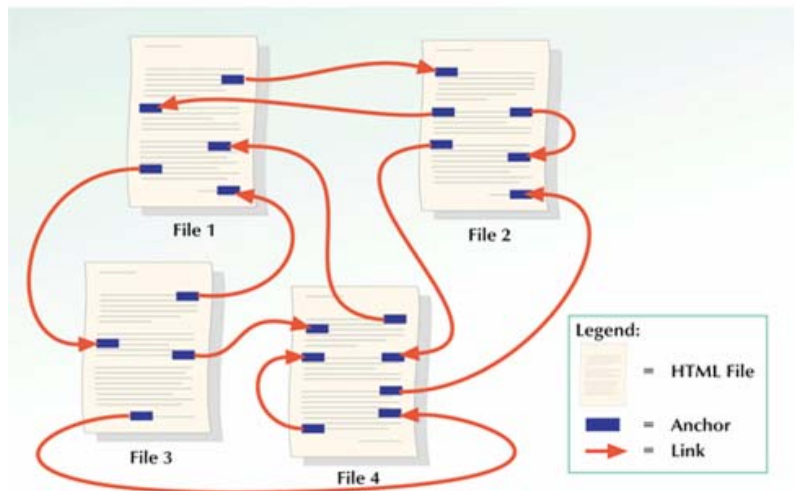 File 1
File 2
File 3
File 4
Legend:
= HTML File
= Anchor
= Link